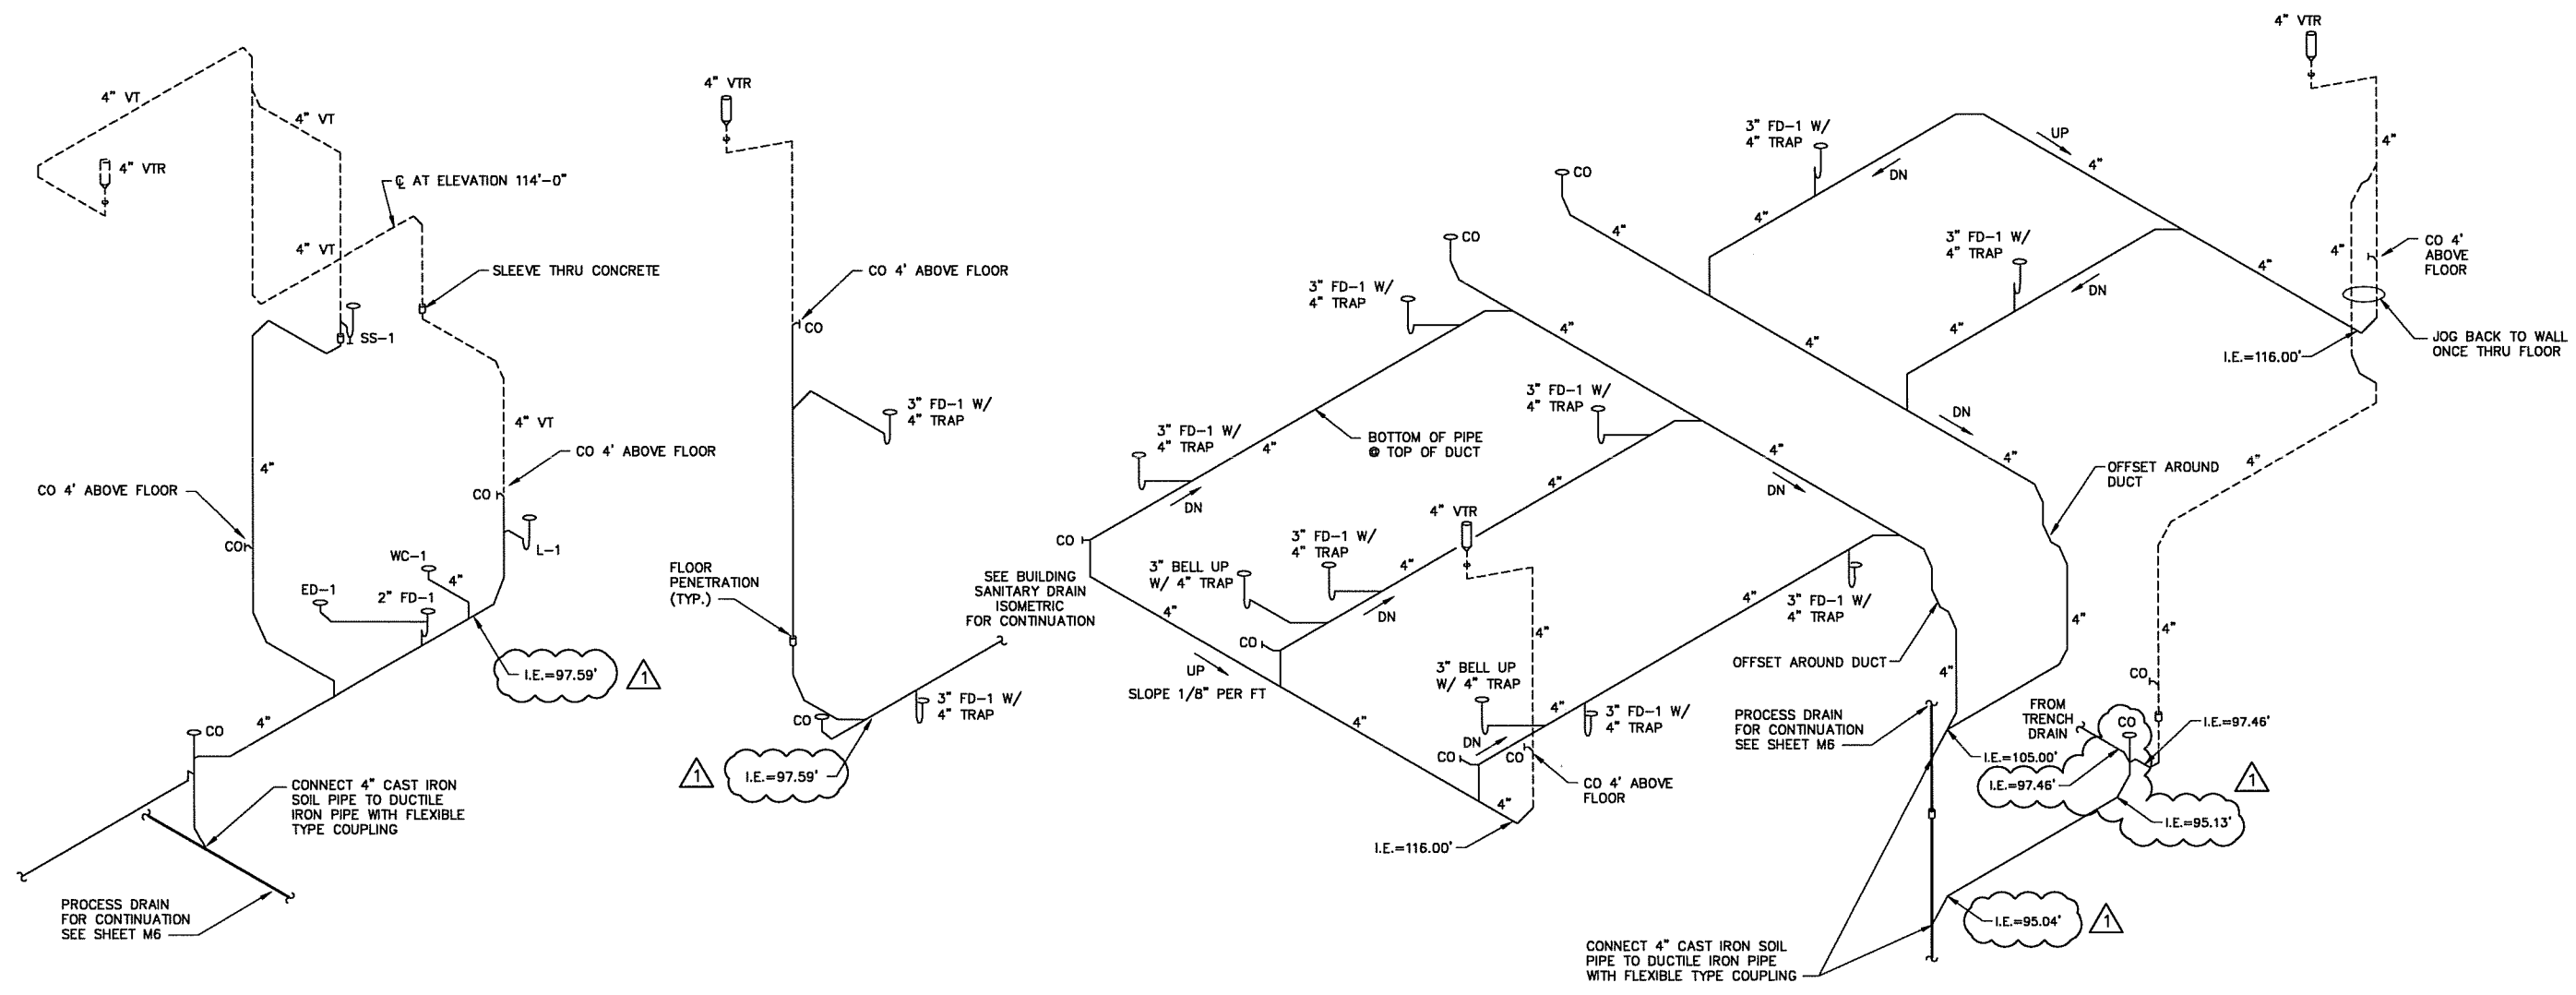 4" VT
4" VT
4" VTR
℄ AT ELEVATION 114'-0"
4" VT
SLEEVE THRU CONCRETE
SS-1
4" VT
4"
CO 4' ABOVE FLOOR
CO 4' ABOVE FLOOR
CO
CO
L-1
WC-1
4"
ED-1
2" FD-1
I.E.=97.59'
1
4"
CO
CONNECT 4" CAST IRON
SOIL PIPE TO DUCTILE
IRON PIPE WITH FLEXIBLE
TYPE COUPLING
PROCESS DRAIN
FOR CONTINUATION
SEE SHEET M6
4" VTR
CO 4' ABOVE FLOOR
CO
3" FD-1 W/
4" TRAP
FLOOR
PENETRATION
(TYP.)
SEE BUILDING
SANITARY DRAIN
ISOMETRIC
FOR CONTINUATION
CO
3" FD-1 W/
4" TRAP
1
I.E.=97.59'
4" VTR
3" FD-1 W/
4" TRAP
UP
4"
DN
4"
CO
4"
4"
CO
3" FD-1 W/
4" TRAP
DN
4"
4"
4"
CO 4'
ABOVE
FLOOR
JOG BACK TO WALL
ONCE THRU FLOOR
I.E.=116.00'
3" FD-1 W/
4" TRAP
4"
4"
3" FD-1 W/
4" TRAP
DN
4"
3" FD-1 W/
4" TRAP
4"
BOTTOM OF PIPE
@ TOP OF DUCT
4"
DN
4"
OFFSET AROUND
DUCT
4"
DN
CO
4" VTR
3" FD-1 W/
4" TRAP
3" BELL UP
W/ 4" TRAP
4"
DN
4"
CO
4"
4"
3" FD-1 W/
4" TRAP
4"
4"
UP
SLOPE 1/8" PER FT
OFFSET AROUND DUCT
4"
3" BELL UP
W/ 4" TRAP
4"
4"
3" FD-1 W/
4" TRAP
DN
CO
CO
CO 4' ABOVE
FLOOR
4"
I.E.=116.00'
PROCESS DRAIN
FOR CONTINUATION
SEE SHEET M6
CO
FROM
TRENCH
DRAIN
CO
I.E.=97.46'
I.E.=105.00'
I.E.=97.46'
1
I.E.=95.13'
I.E.=95.04'
1
CONNECT 4" CAST IRON SOIL
PIPE TO DUCTILE IRON PIPE
WITH FLEXIBLE TYPE COUPLING